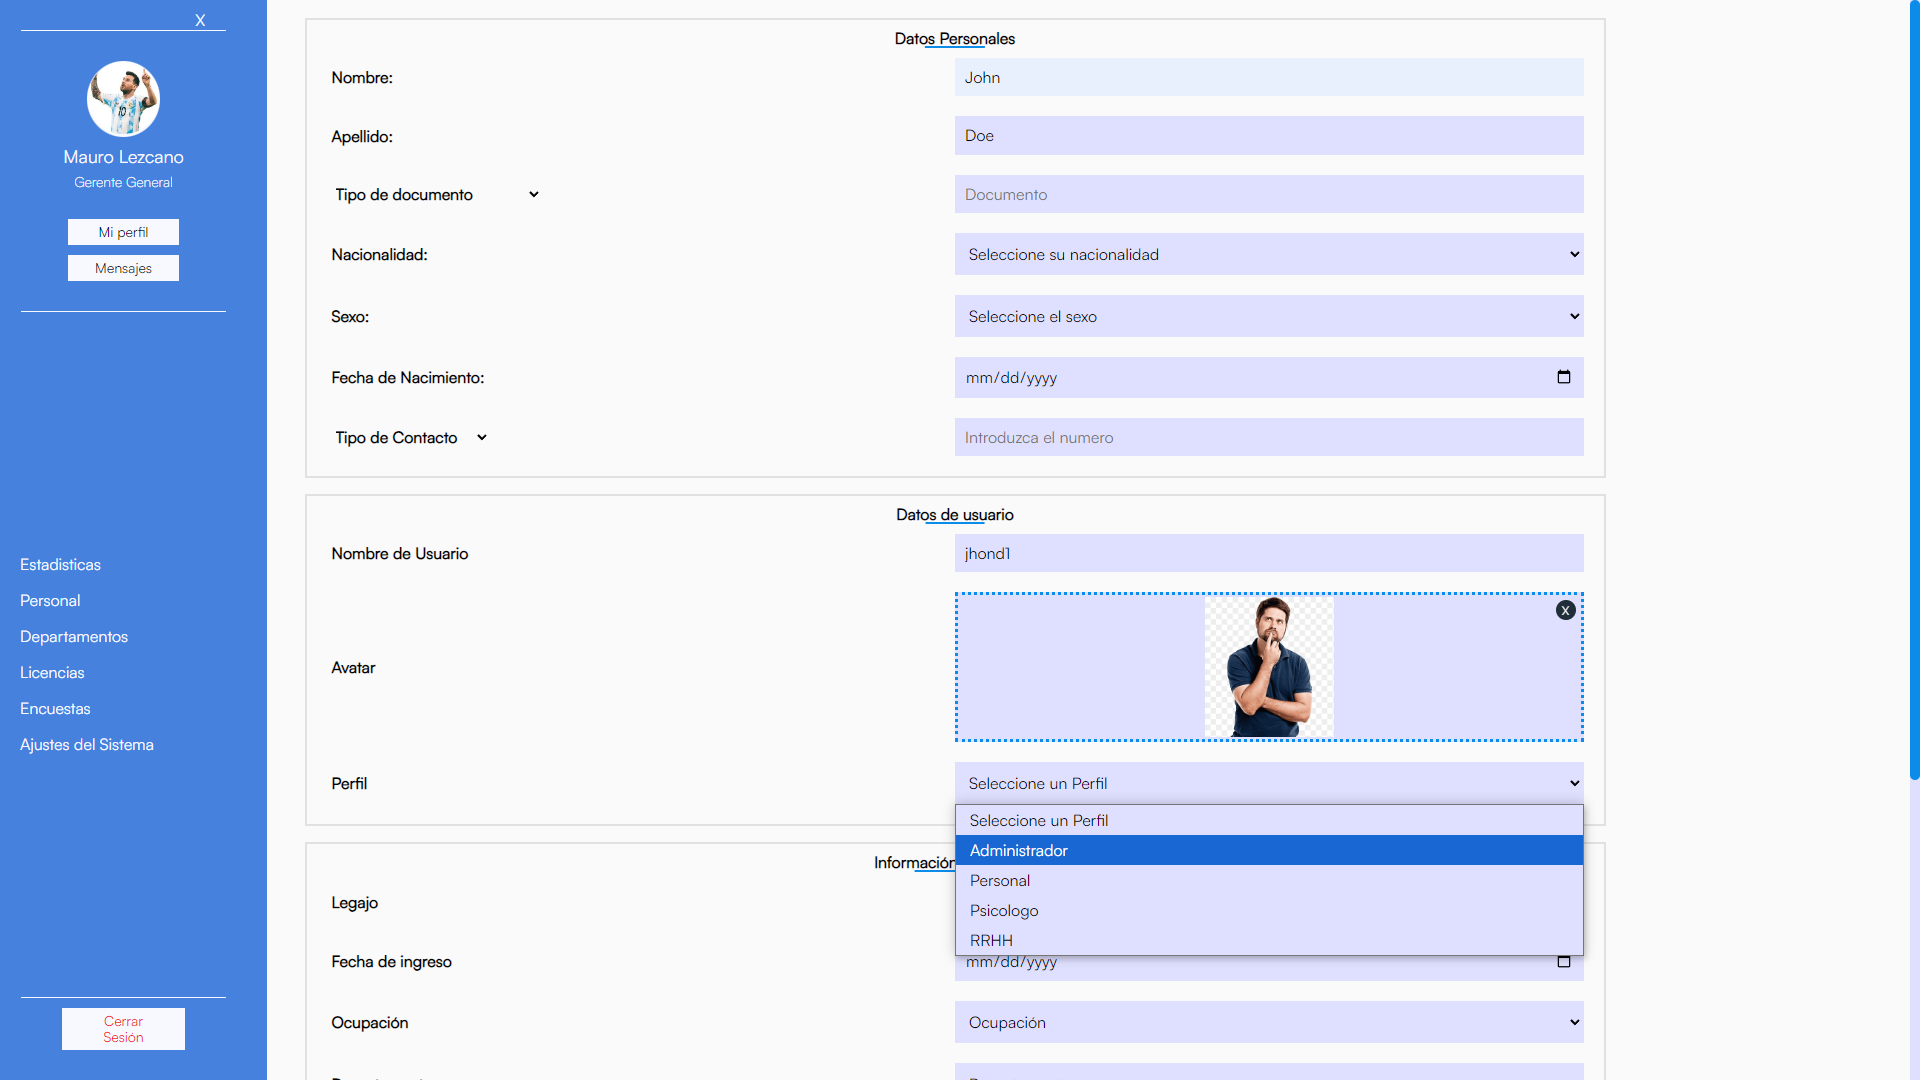 X
Mauro Lezcano
Gerente General
Mi perfil
Mensajes
Estadisticas
Personal
Departamentos
Licencias
Encuestas
Ajustes del Sistema
Cerrar
Sesión
Datos Personales
Nombre:
John
Apellido:
Doe
Tipo de documento
Documento
Nacionalidad:
Seleccione su nacionalidad
Sexo:
Seleccione el sexo
Fecha de Nacimiento:
mm/dd/yyyy
Tipo de Contacto
Introduzca el numero
Datos de usuario
Nombre de Usuario
jhond1
Avatar
10
X
Perfil
Seleccione un Perfil
Seleccione un Perfil
Administrador
Personal
Psicologo
RRHH
Información
Legajo
Fecha de ingreso
mm/dd/yyyy
Ocupación
Ocupación